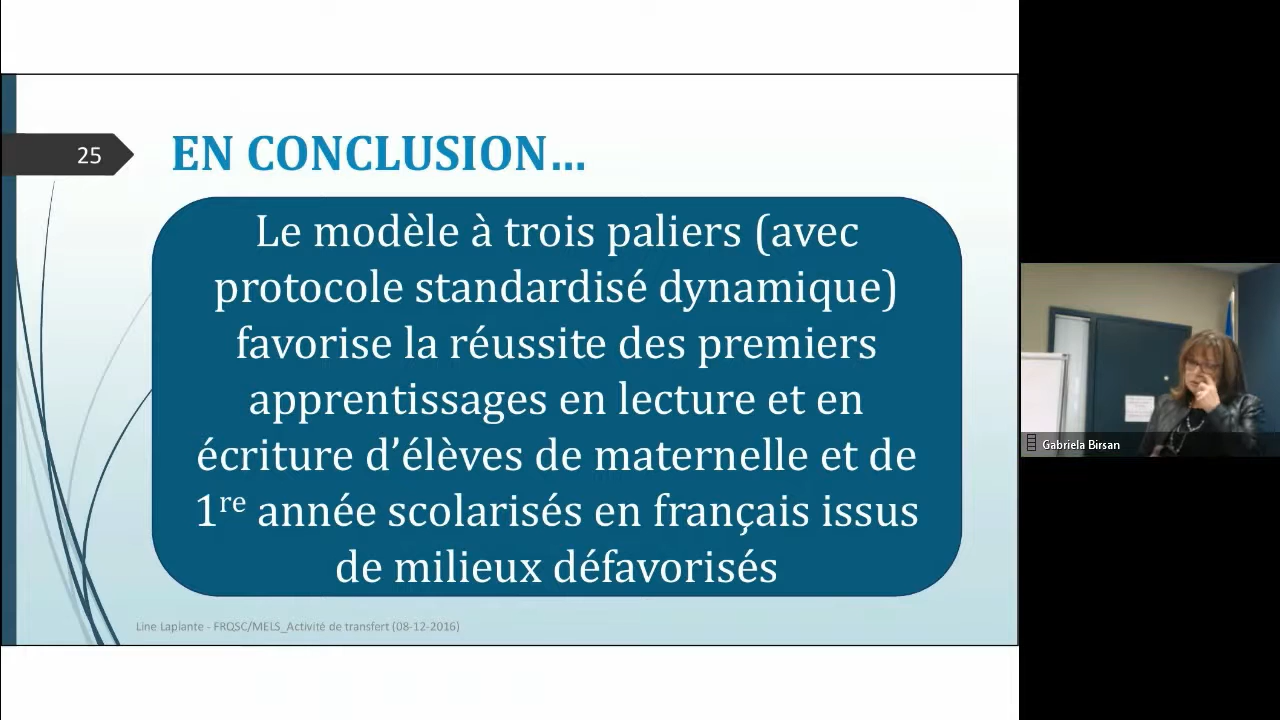 25
EN CONCLUSION...
Le modèle à trois paliers (avec
protocole standardisé dynamique)
favorise la réussite des premiers
apprentissages en lecture et en
écriture d’élèves de maternelle et de
1re année scolarisés en français issus
de milieux défavorisés
Line Laplante - FRQSC/MELS_Activité de transfert (08-12-2016)
Gabriela Birsan